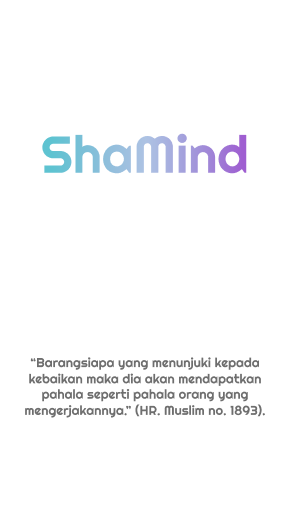 ShaMind
“Barangsiapa yang menunjuki kepada
kebaikan maka dia akan mendapatkan
pahala seperti pahala orang yang
mengerjakannya.” (HR. Muslim no. 1893).